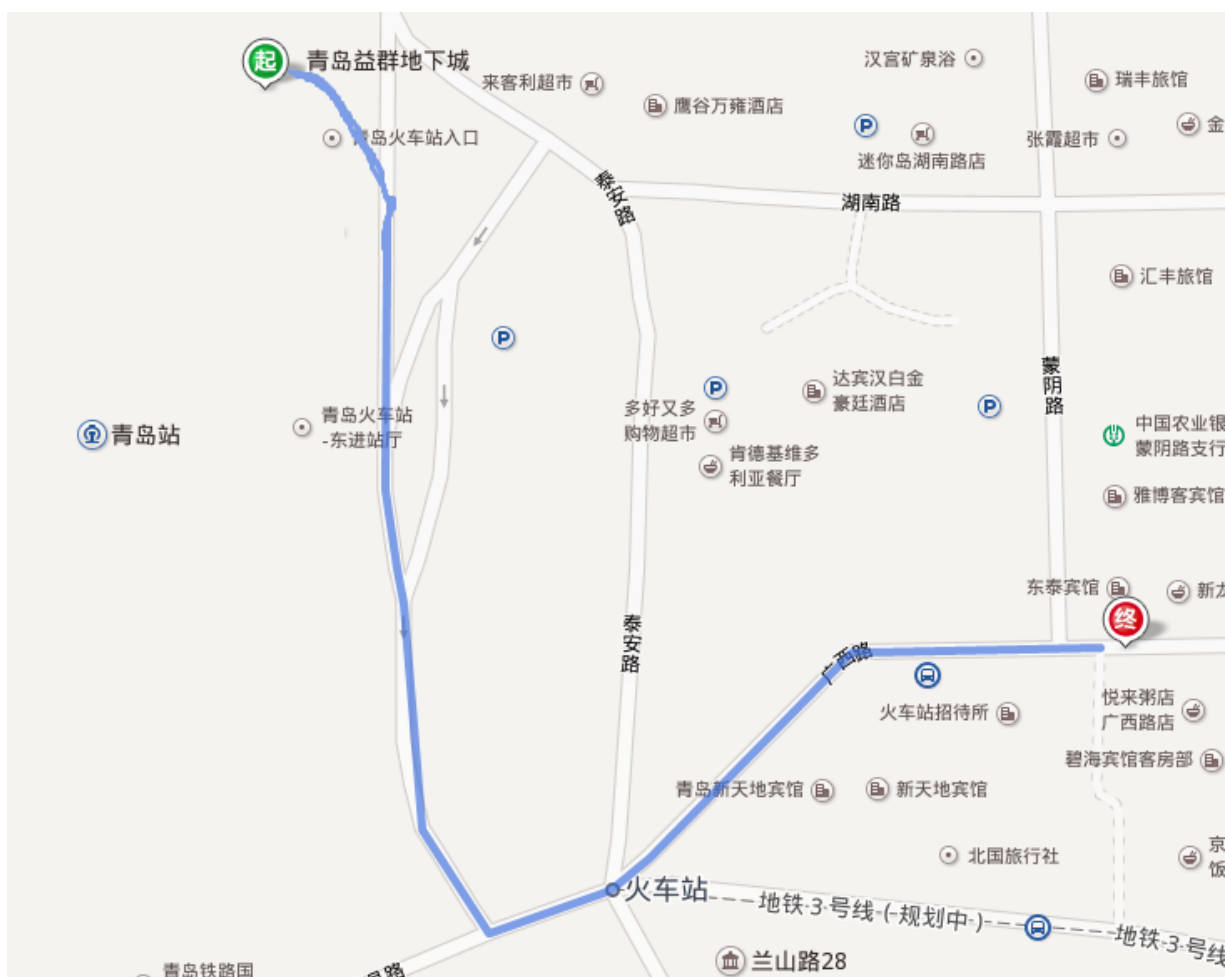 起
青岛益群地下城
来客利超市
汉宫矿泉浴
瑞丰旅馆
鹰谷万雍酒店
P
金
青岛火车站入口
迷你岛湖南路店
张霞超市
泰安路
湖南路
汇丰旅馆
P
蒙阴路
P
达宾汉白金
豪廷酒店
P
多好又多
购物超市
青岛火车站
-东进站厅
青岛站
中国农业银
蒙阴路支行
肯德基维多
利亚餐厅
雅博客宾馆
东泰宾馆
新龙
终
泰安路
广西路
火车站招待所
悦来粥店
广西路店
碧海宾馆客房部
青岛新天地宾馆
新天地宾馆
北国旅行社
京
饭
火车站
地铁3号线(规划中)
地铁3号线
兰山路28
青岛铁路国
路